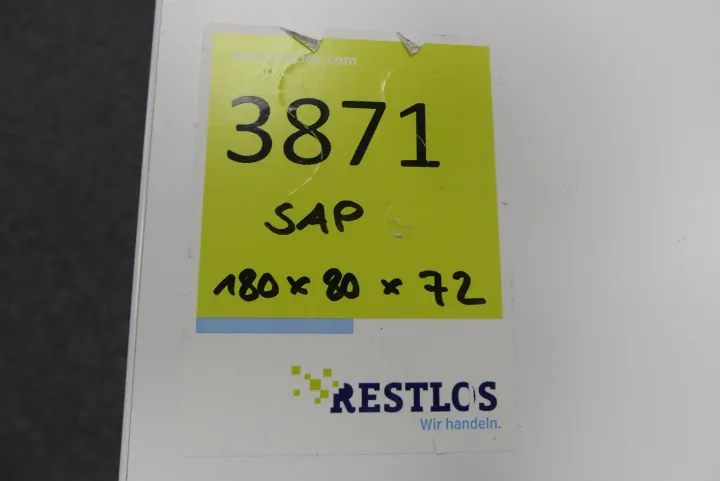 3871
SAP
180 x 80 x 72
RESTLOS
Wir handeln.